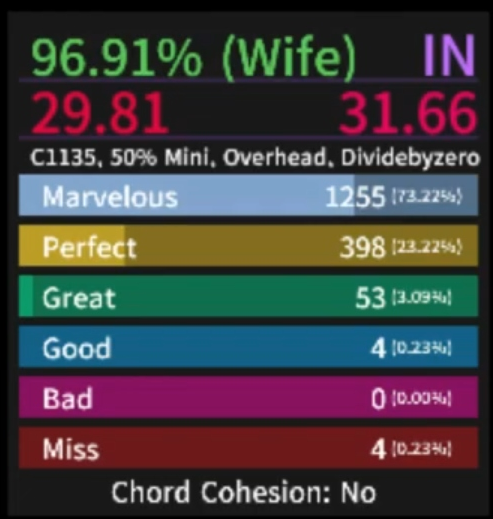 96.91% (Wife) IN
29.81 31.66
C1135, 50% Mini, Overhead, Dividebyzero
Marvelous 1255 (73.22%)
Perfect 398 (23.22%)
Great 53 (3.09%)
Good 4 (0.23%)
Bad 0 (0.00%)
Miss 4 (0.23%)
Chord Cohesion: No